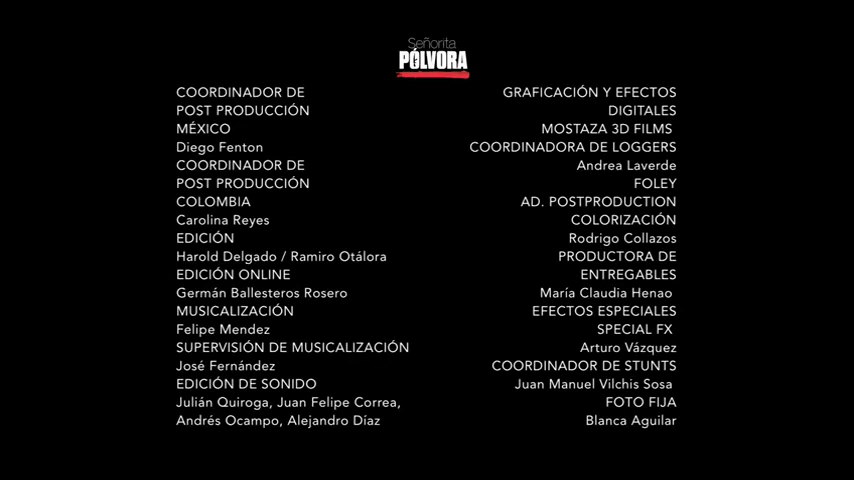 Señorita
PÓLVORA
COORDINADOR DE
POST PRODUCCIÓN
MÉXICO
Diego Fenton
COORDINADOR DE
POST PRODUCCIÓN
COLOMBIA
Carolina Reyes
EDICIÓN
Harold Delgado / Ramiro Otálora
EDICIÓN ONLINE
Germán Ballesteros Rosero
MUSICALIZACIÓN
Felipe Mendez
SUPERVISIÓN DE MUSICALIZACIÓN
José Fernández
EDICIÓN DE SONIDO
Julián Quiroga, Juan Felipe Correa,
Andrés Ocampo, Alejandro Díaz
GRAFICACIÓN Y EFECTOS
DIGITALES
MOSTAZA 3D FILMS
COORDINADORA DE LOGGERS
Andrea Laverde
FOLEY
AD. POSTPRODUCTION
COLORIZACIÓN
Rodrigo Collazos
PRODUCTORA DE
ENTREGABLES
María Claudia Henao
EFECTOS ESPECIALES
SPECIAL FX
Arturo Vázquez
COORDINADOR DE STUNTS
Juan Manuel Vilchis Sosa
FOTO FIJA
Blanca Aguilar